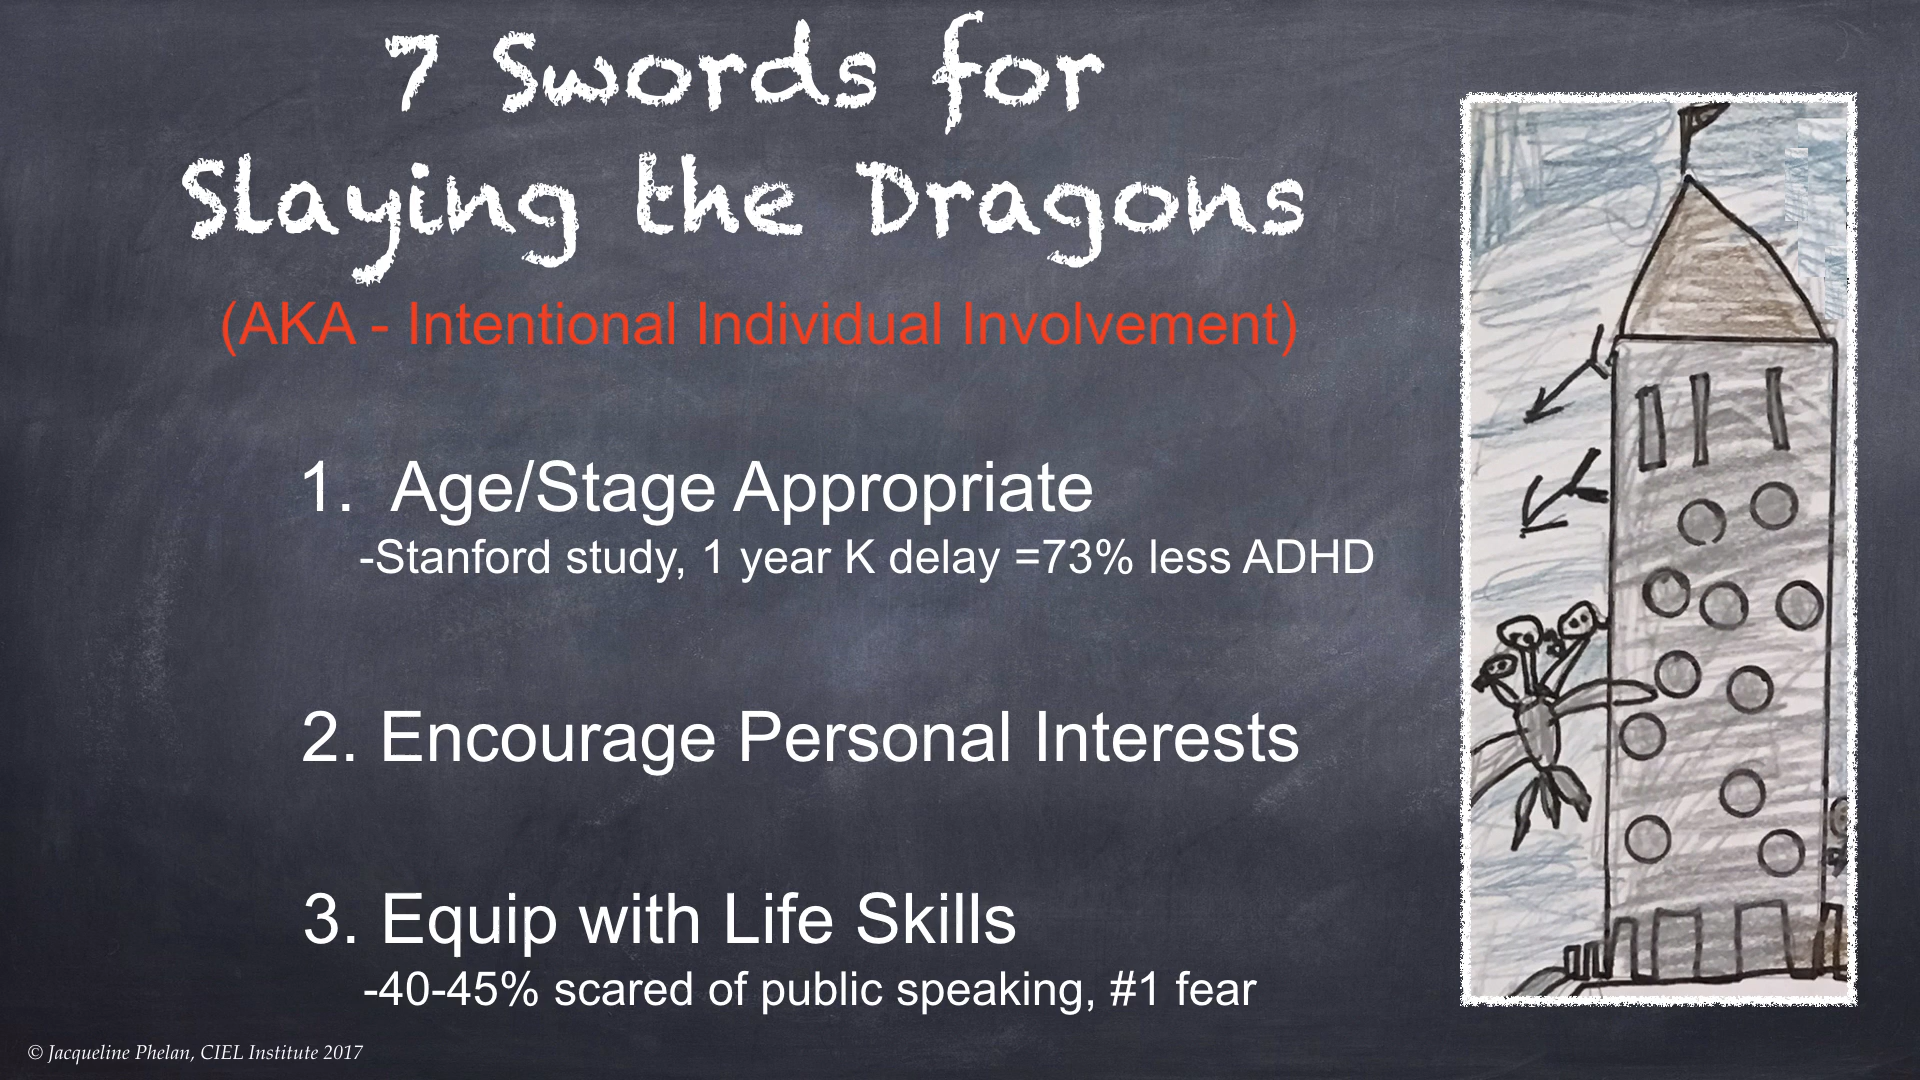 7 Swords for
Slaying the Dragons
(AKA - Intentional Individual Involvement)
1. Age/Stage Appropriate
-Stanford study, 1 year K delay =73% less ADHD
2. Encourage Personal Interests
3. Equip with Life Skills
-40-45% scared of public speaking, #1 fear
© Jacqueline Phelan, CIEL Institute 2017